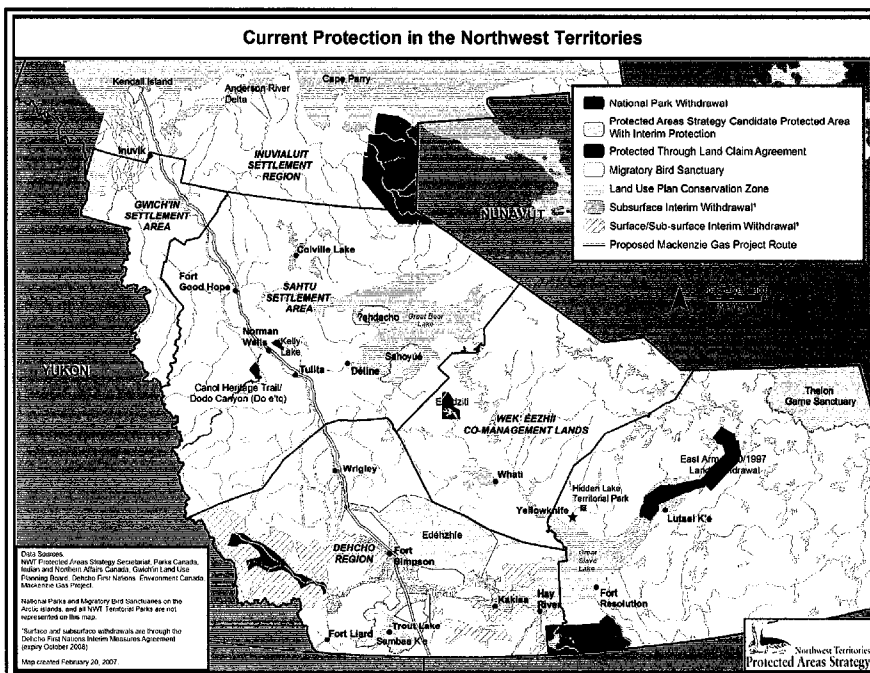 Current Protection in the Northwest Territories
Kendall Island
Anderson River
Delta
Cape Parry
National Park Withdrawal
Protected Areas Strategy Candidate Protected Area
With Interim Protection
Protected Through Land Claim Agreement
Migratory Bird Sanctuary
Land Use Plan Conservation Zone
Subsurface Interim Withdrawal¹
Surface/Sub-surface Interim Withdrawal¹
Proposed Mackenzie Gas Project Route
Inuvik
INUVIALUIT
SETTLEMENT
REGION
GWICH'IN
SETTLEMENT
AREA
NUNAVUT
Colville Lake
Fort
Good Hope
SAHTU
SETTLEMENT
AREA
Great Bear
Lake
Norman
Wells
Kelly
Lake
Sahoyúé
YUKON
Tulita
Déline
Canol Heritage Trail/
Dodo Canyon (Do e'tq)
WEK' ÈEZHII
CO-MANAGEMENT LANDS
Thelon
Game Sanctuary
East Arm
Wrigley
Whati
Hidden Lake
Territorial Park
Yellowknife
Lutsel K'e
Edéhzhíe
DEHCHO
REGION
Fort
Simpson
Great
Slave
Lake
Kakisa
Hay
River
Fort
Resolution
Trout Lake
Sambaa K'e
Fort Liard
Data Sources:
NWT Protected Areas Strategy Secretariat, Parks Canada,
Indian and Northern Affairs Canada, Gwich'in Land Use
Planning Board, Dehcho First Nations, Environment Canada,
Mackenzie Gas Project.
National Parks and Migratory Bird Sanctuaries on the
Arctic islands, and all NWT Territorial Parks are not
represented on this map.
¹Surface and subsurface withdrawals are through the
Dehcho First Nations Interim Measures Agreement
(expiry October 2008)
Map created February 20, 2007.
Northwest Territories
Protected Areas Strategy